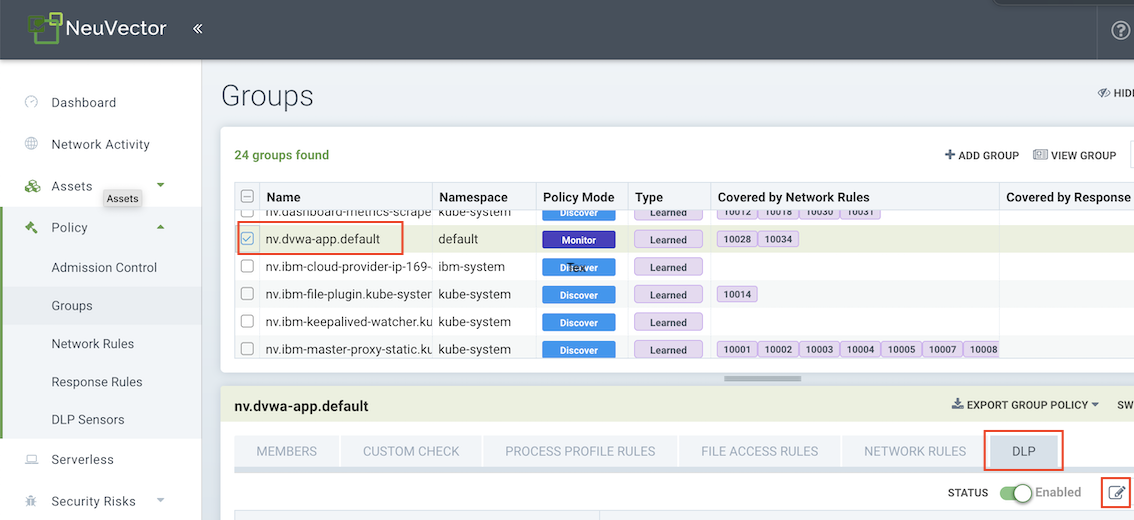 NeuVector «
Dashboard
Network Activity
Assets
Assets
Policy
Admission Control
Groups
Network Rules
Response Rules
DLP Sensors
Serverless
Security Risks
Groups
HIDE
24 groups found
ADD GROUP VIEW GROUP
Name Namespace Policy Mode Type Covered by Network Rules Covered by Response
nv.dashboard-metrics-scrape kube-system Discover Learned 10012 10018 10030 10031
nv.dvwa-app.default default Monitor Learned 10028 10034
nv.ibm-cloud-provider-ip-169- ibm-system Discover Learned
nv.ibm-file-plugin.kube-system kube-system Discover Learned 10014
nv.ibm-keepalived-watcher.ku kube-system Discover Learned
nv.ibm-master-proxy-static.ku kube-system Discover Learned 10001 10002 10003 10004 10005 10007 10008
nv.dvwa-app.default
EXPORT GROUP POLICY SW
MEMBERS CUSTOM CHECK PROCESS PROFILE RULES FILE ACCESS RULES NETWORK RULES DLP
STATUS Enabled